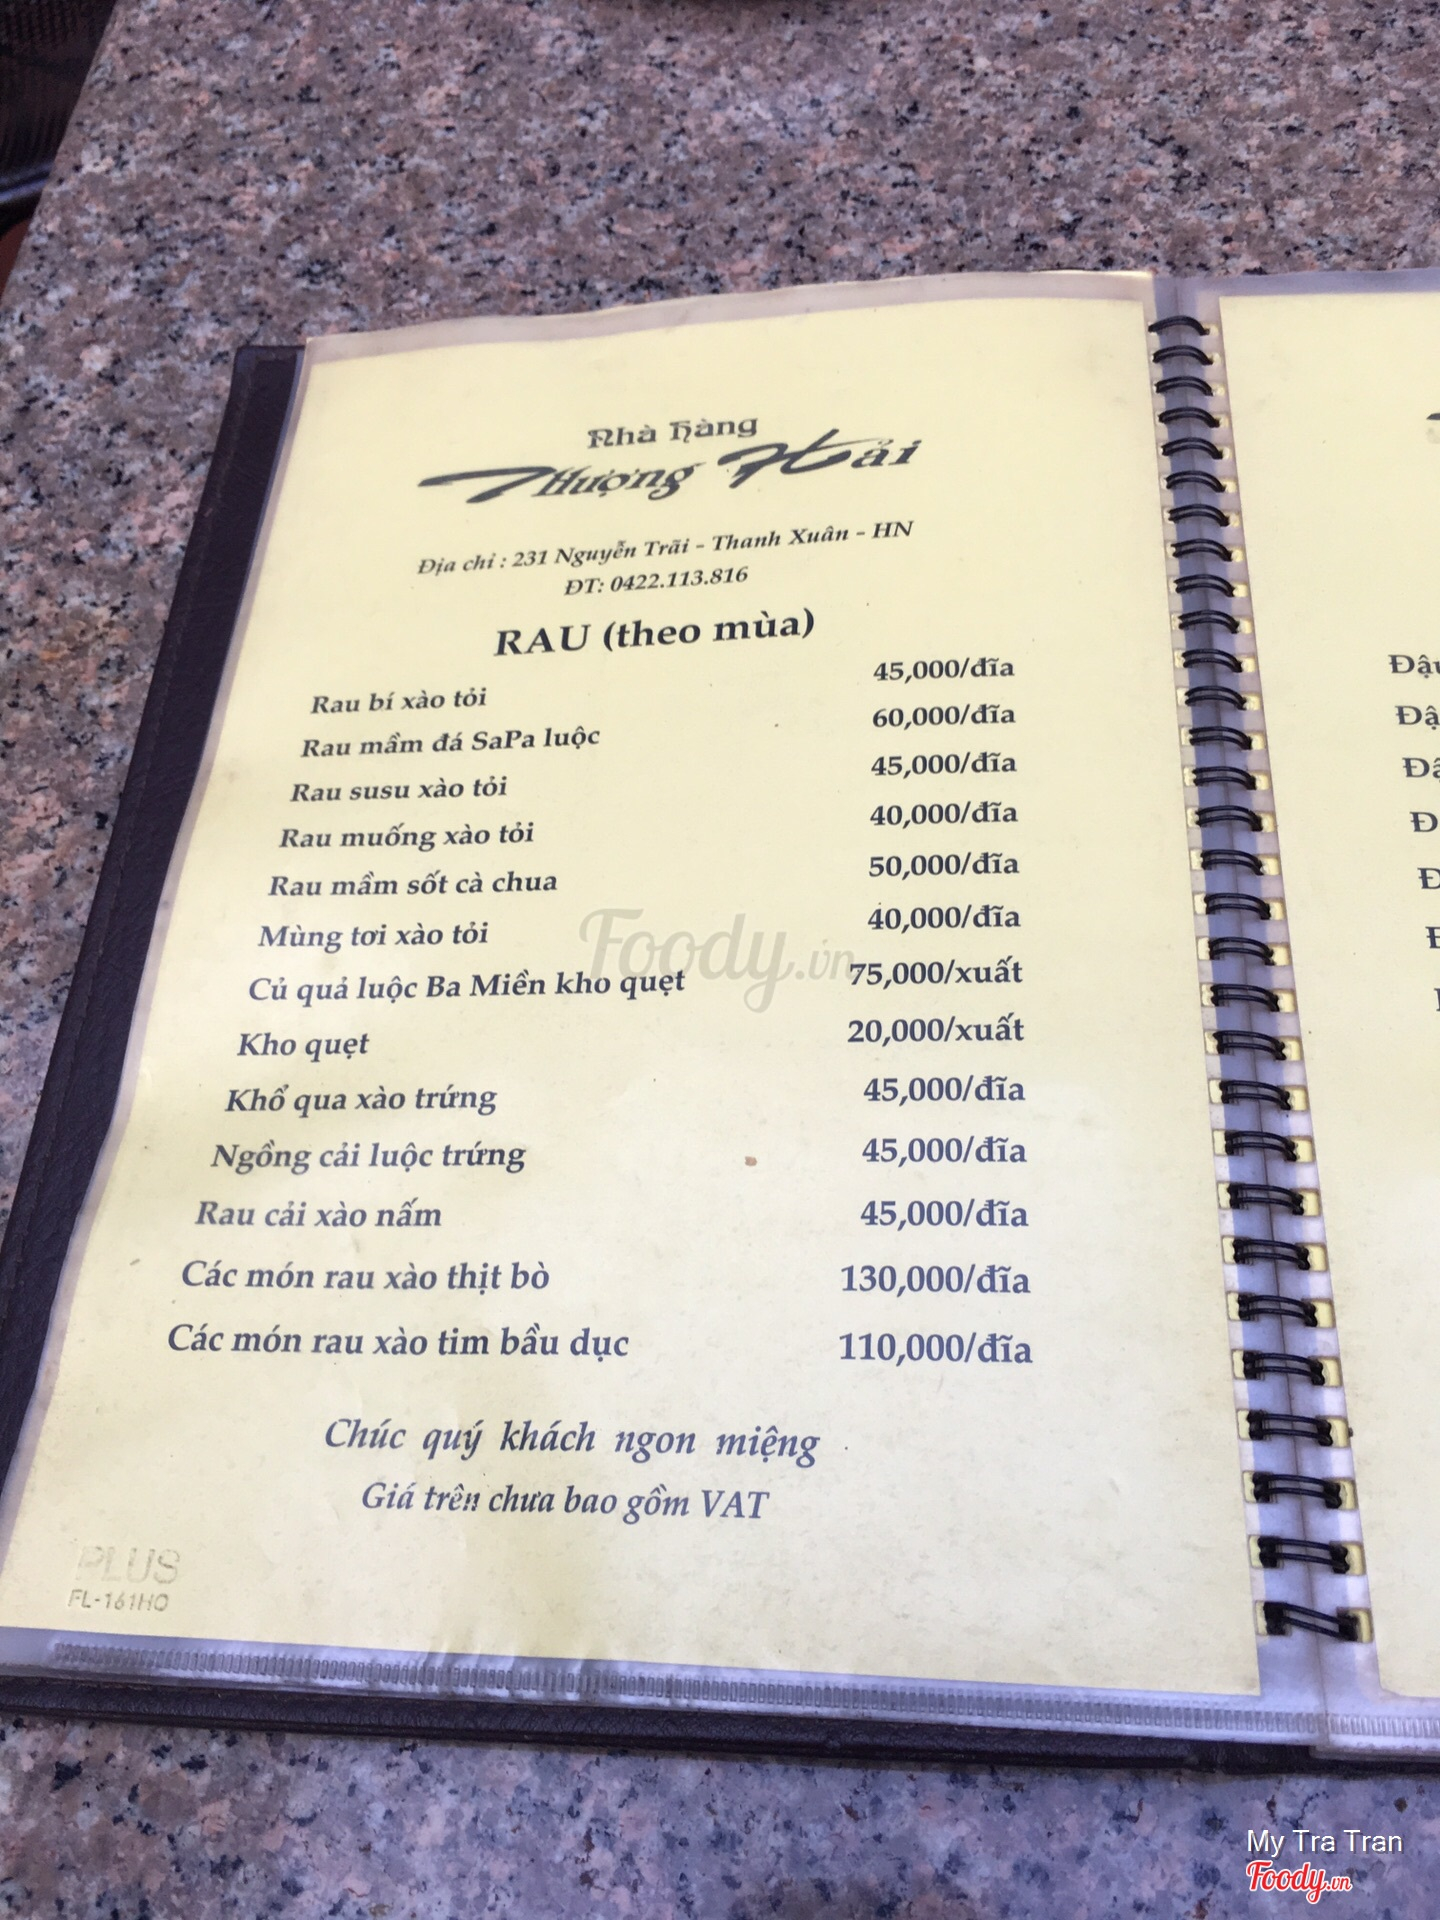 Nhà hàng
Thượng Hải
Địa chỉ : 231 Nguyễn Trãi - Thanh Xuân - HN
ĐT: 0422.113.816
RAU (theo mùa)
Rau bí xào tỏi 45,000/đĩa
Rau mầm đá SaPa luộc 60,000/đĩa
Rau susu xào tỏi 45,000/đĩa
Rau muống xào tỏi 40,000/đĩa
Rau mầm sốt cà chua 50,000/đĩa
Mùng tơi xào tỏi 40,000/đĩa
Củ quả luộc Ba Miền kho quẹt 75,000/xuất
Kho quẹt 20,000/xuất
Khổ qua xào trứng 45,000/đĩa
Ngồng cải luộc trứng 45,000/đĩa
Rau cải xào nấm 45,000/đĩa
Các món rau xào thịt bò 130,000/đĩa
Các món rau xào tim bầu dục 110,000/đĩa
Chúc quý khách ngon miệng
Giá trên chưa bao gồm VAT
PLUS
FL-161HO
Foody.vn
My Tra Tran
Foody.vn